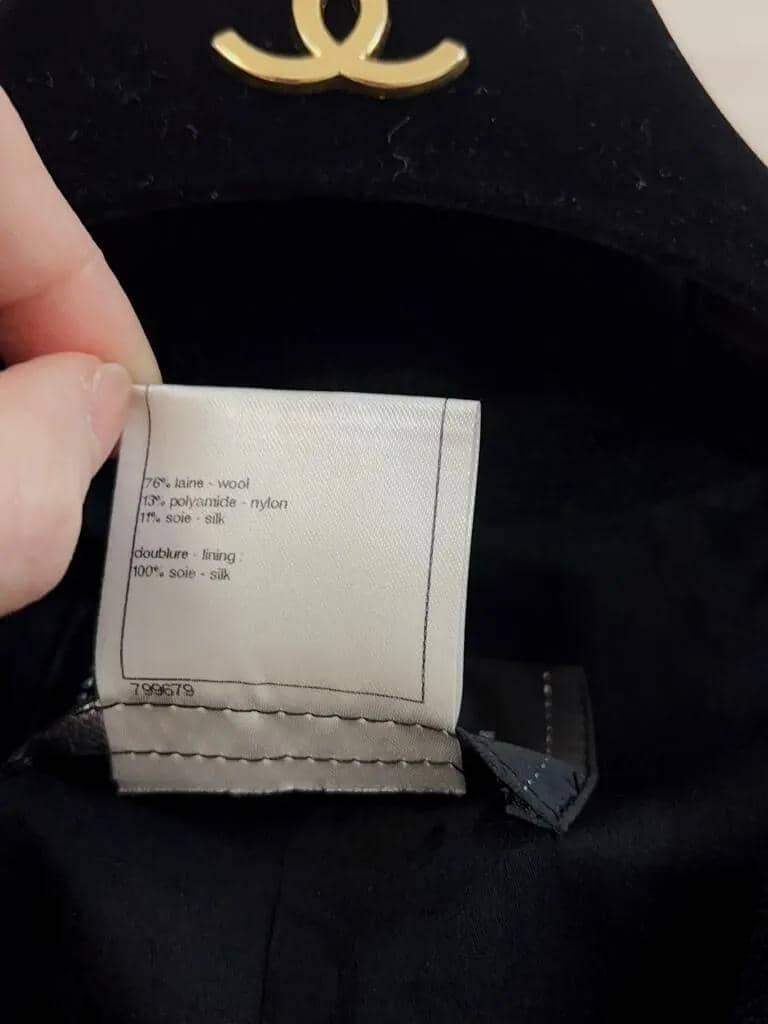 76% laine - wool
13% polyamide - nylon
11% soie - silk
doublure - lining :
100% soie - silk
799679